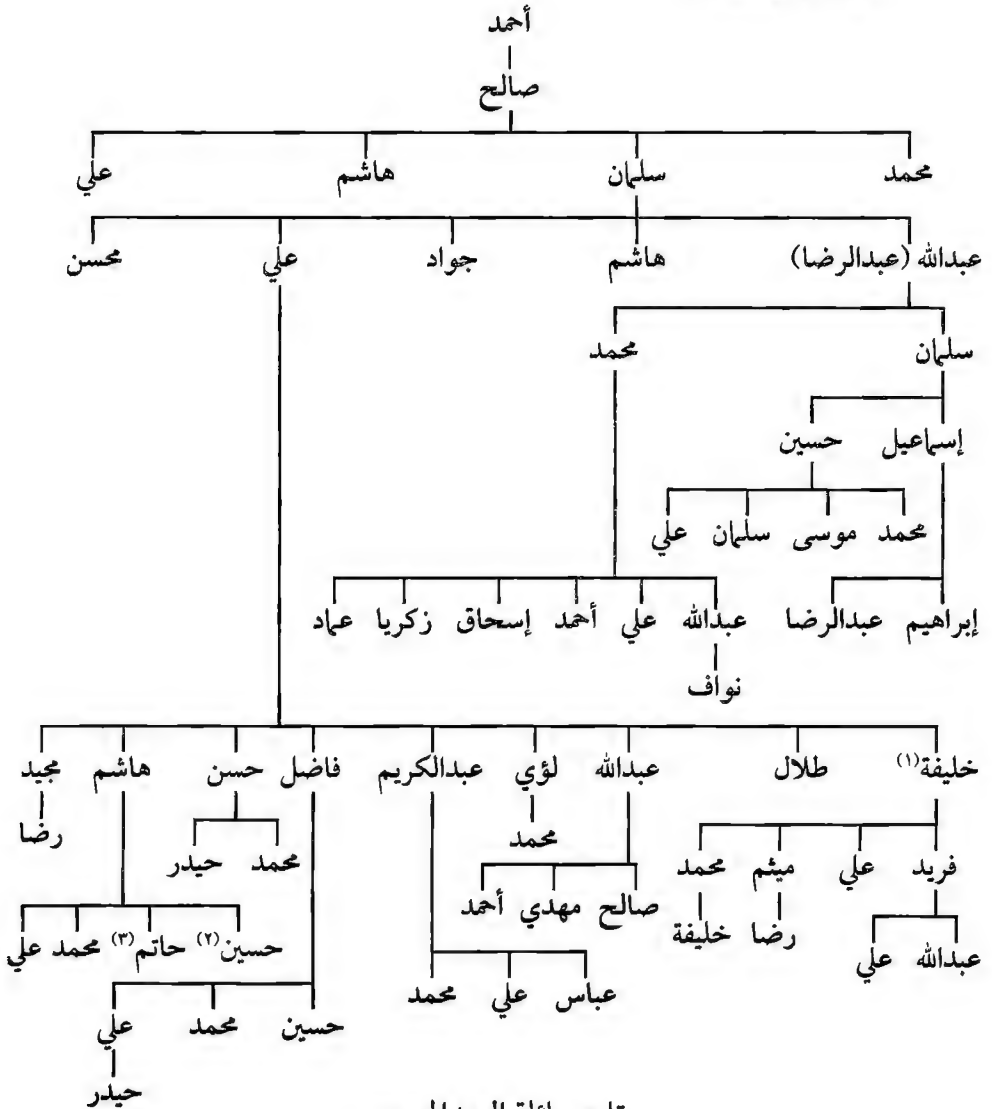 أحمد
صالح
محمد سلمان هاشم علي
عبدالله (عبدالرضا) هاشم جواد علي محسن
سلمان محمد
إسماعيل حسين
محمد موسى سلمان علي
إبراهيم عبدالرضا عبدالله علي أحمد إسحاق زكريا عماد
نواف
خليفة(١) طلال عبدالله لؤي عبدالكريم فاضل حسن هاشم مجيد
رضا
محمد
فريد علي ميثم محمد محمد حيدر
صالح مهدي أحمد
رضا خليفة
عبدالله علي حسين(٢) حاتم(٣) محمد علي
عباس علي محمد
حسين محمد علي
حيدر